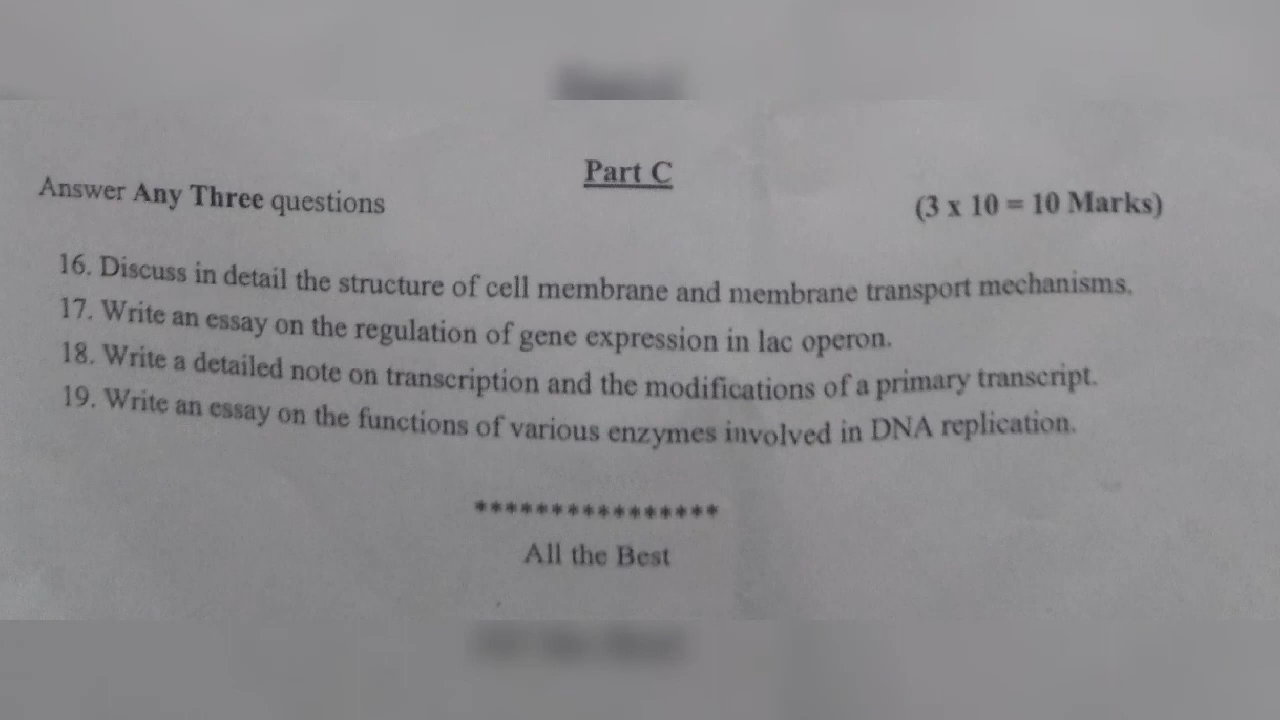 Part C
Answer Any Three questions
(3 x 10 = 10 Marks)
16. Discuss in detail the structure of cell membrane and membrane transport mechanisms.
17. Write an essay on the regulation of gene expression in lac operon.
18. Write a detailed note on transcription and the modifications of a primary transcript.
19. Write an essay on the functions of various enzymes involved in DNA replication.
****************
All the Best